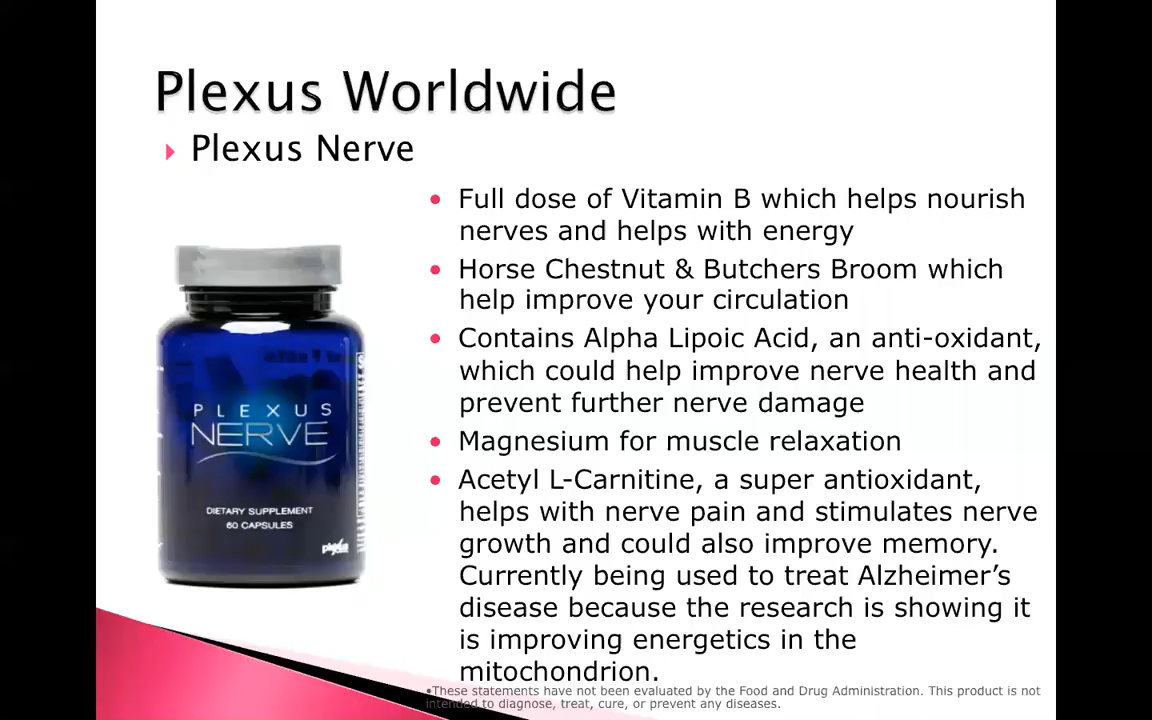 Plexus Worldwide
Plexus Nerve
Full dose of Vitamin B which helps nourish
nerves and helps with energy
Horse Chestnut & Butchers Broom which
help improve your circulation
Contains Alpha Lipoic Acid, an anti-oxidant,
which could help improve nerve health and
prevent further nerve damage
Magnesium for muscle relaxation
Acetyl L-Carnitine, a super antioxidant,
helps with nerve pain and stimulates nerve
growth and could also improve memory.
Currently being used to treat Alzheimer’s
disease because the research is showing it
is improving energetics in the
mitochondrion.
•These statements have not been evaluated by the Food and Drug Administration. This product is not
intended to diagnose, treat, cure, or prevent any diseases.
PLEXUS
NERVE
DIETARY SUPPLEMENT
60 CAPSULES
plexus